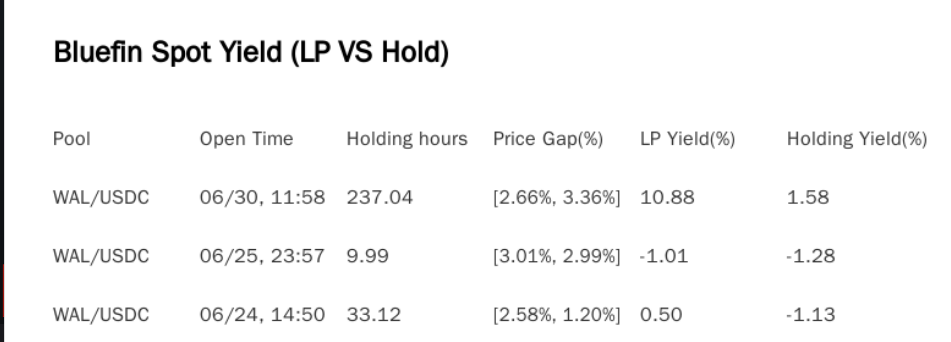 Bluefin Spot Yield (LP VS Hold)
Pool Open Time Holding hours Price Gap(%) LP Yield(%) Holding Yield(%)
WAL/USDC 06/30, 11:58 237.04 [2.66%, 3.36%] 10.88 1.58
WAL/USDC 06/25, 23:57 9.99 [3.01%, 2.99%] -1.01 -1.28
WAL/USDC 06/24, 14:50 33.12 [2.58%, 1.20%] 0.50 -1.13